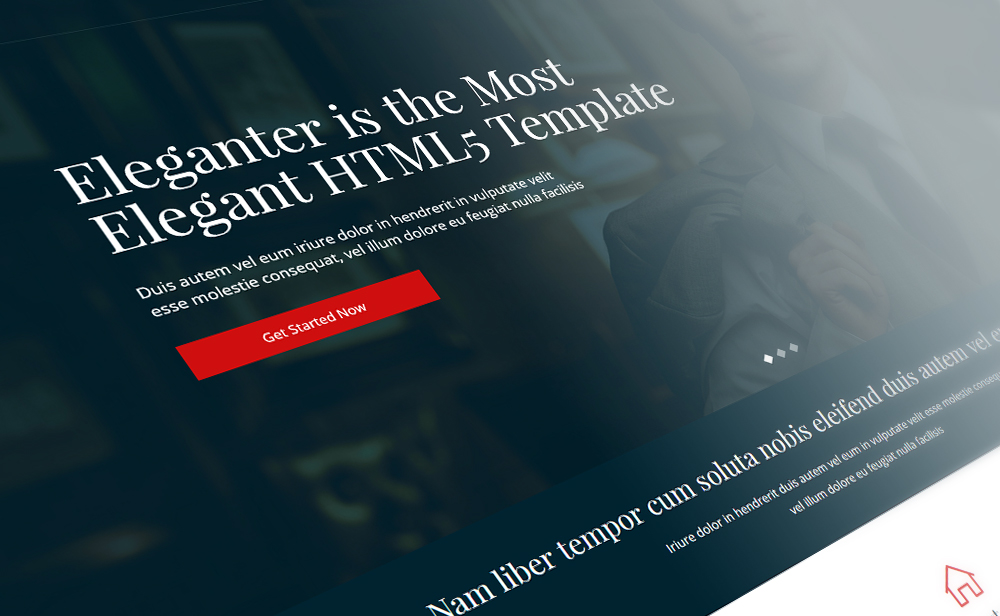 Eleganter is the Most
Elegant HTML5 Template
Duis autem vel eum iriure dolor in hendrerit in vulputate velit
esse molestie consequat, vel illum dolore eu feugiat nulla facilisis
Get Started Now
Nam liber tempor cum soluta nobis eleifend duis autem vel
Iriure dolor in hendrerit duis autem vel eum in vulputate velit esse molestie
vel illum dolore eu feugiat nulla facilisis